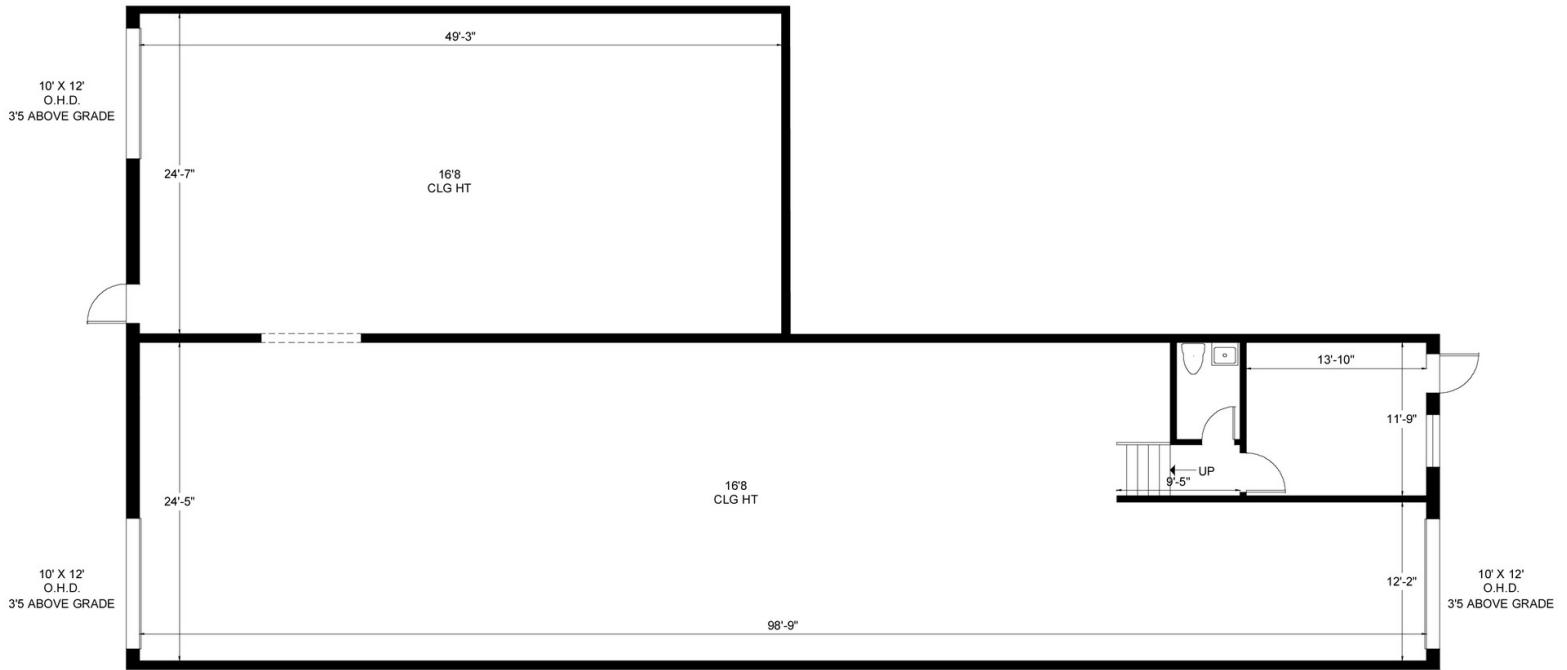 49'-3"
10' X 12'
O.H.D.
3'5 ABOVE GRADE
24'-7"
16'8
CLG HT
13'-10"
11'-9"
UP
9'-5"
24'-5"
16'8
CLG HT
10' X 12'
O.H.D.
3'5 ABOVE GRADE
12'-2"
10' X 12'
O.H.D.
3'5 ABOVE GRADE
98'-9"